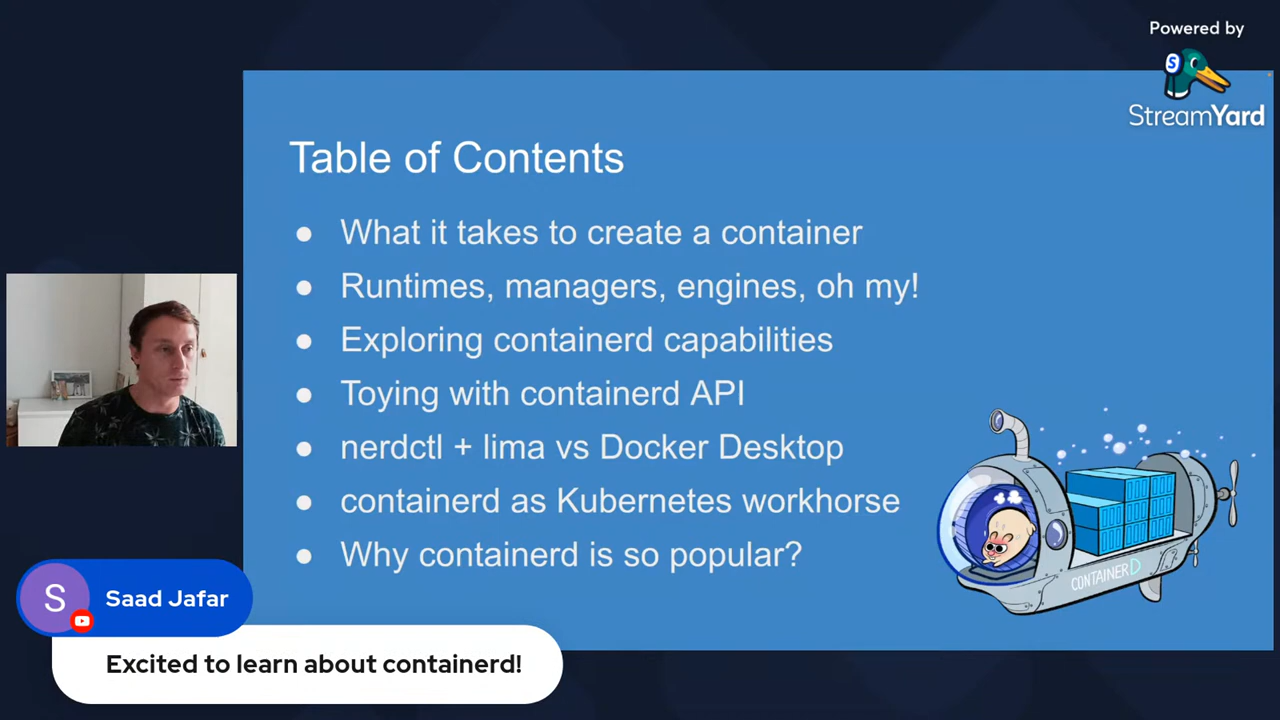 Powered by
StreamYard
Table of Contents
● What it takes to create a container
● Runtimes, managers, engines, oh my!
● Exploring containerd capabilities
● Toying with containerd API
● nerdctl + lima vs Docker Desktop
● containerd as Kubernetes workhorse
● Why containerd is so popular?
CONTAINERD
S
Saad Jafar
Excited to learn about containerd!